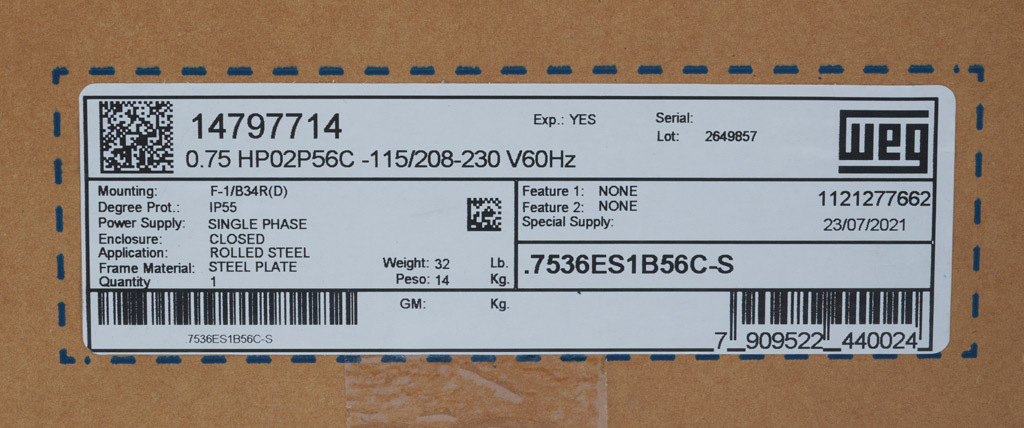 14797714
0.75 HP02P56C -115/208-230 V60Hz
Exp.: YES
Serial:
Lot: 2649857
WEG
Mounting: F-1/B34R(D)
Degree Prot.: IP55
Power Supply: SINGLE PHASE
Enclosure: CLOSED
Application: ROLLED STEEL
Frame Material: STEEL PLATE
Quantity 1
Weight: 32 Lb.
Peso: 14 Kg.
GM: Kg.
Feature 1: NONE
Feature 2: NONE
Special Supply:
1121277662
23/07/2021
.7536ES1B56C-S
.7536ES1B56C-S
7 909522 440024